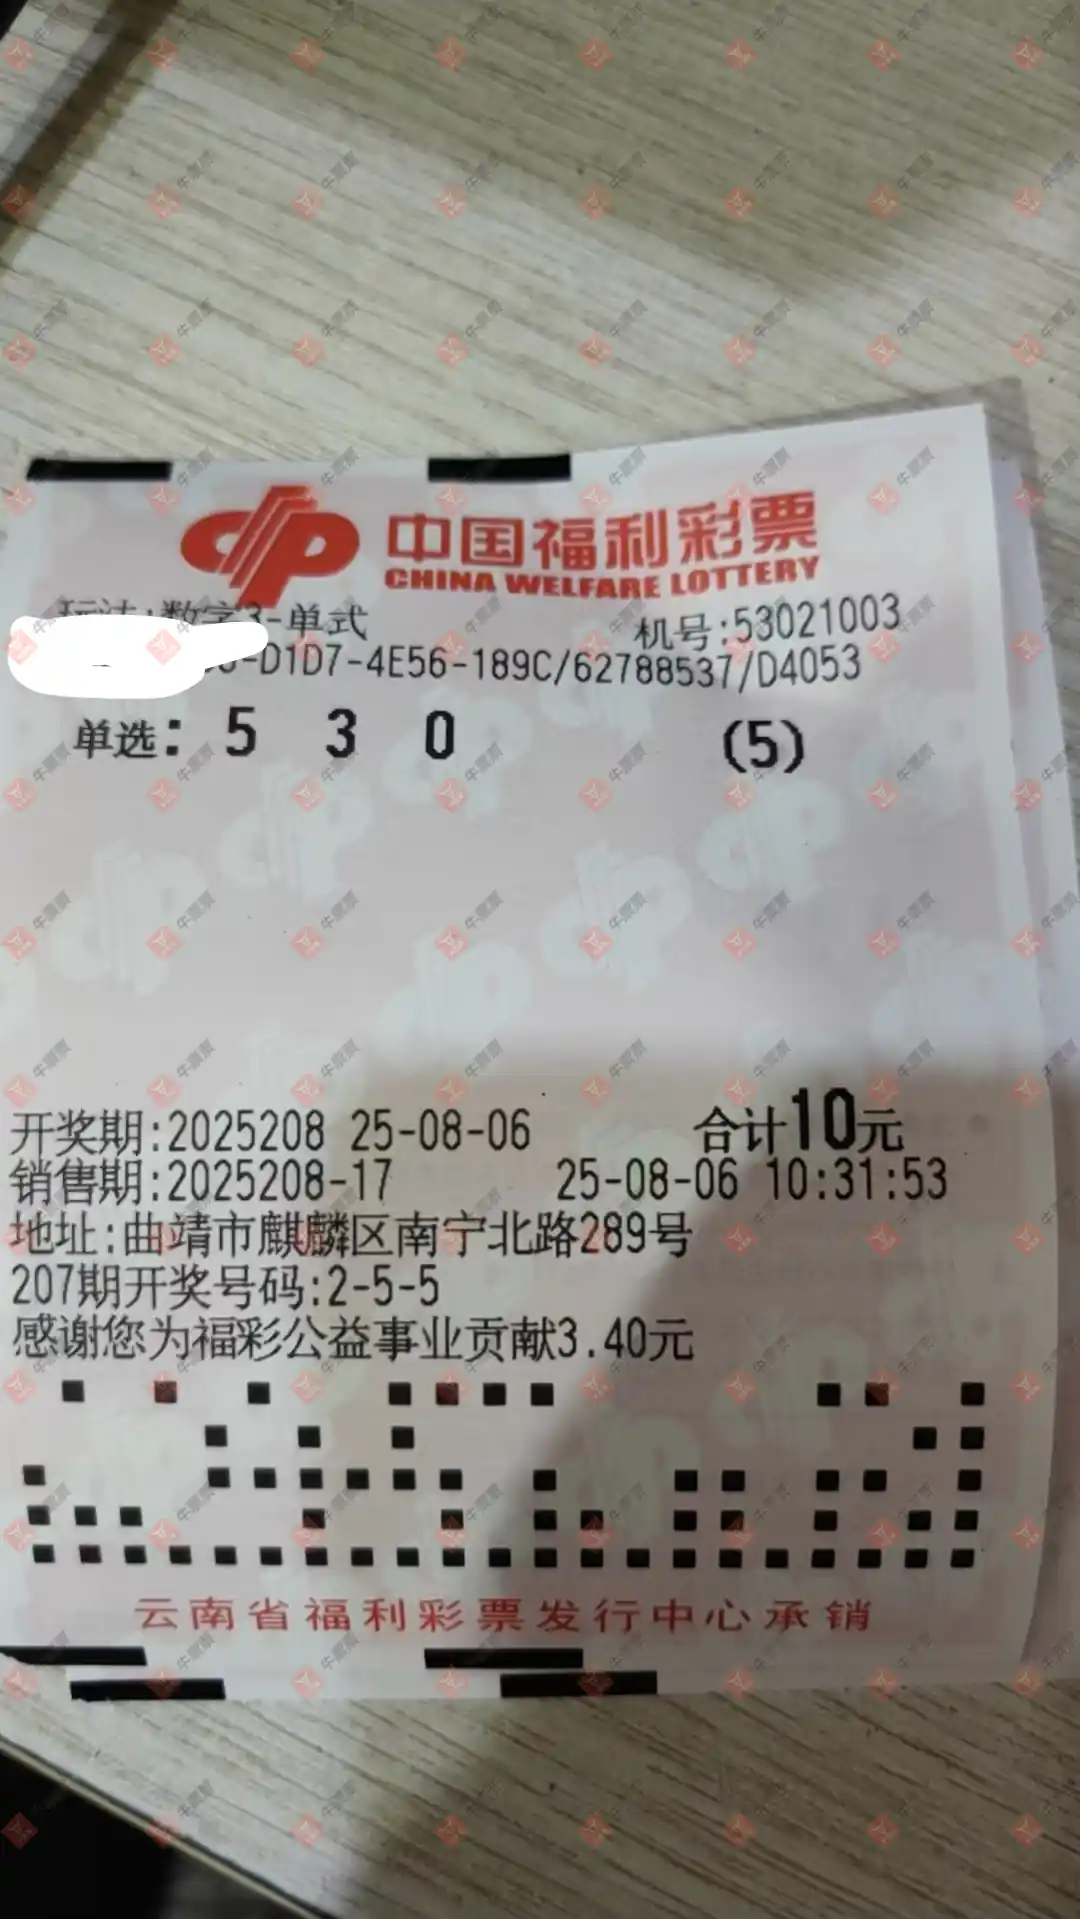 中国福利彩票
CHINA WELFARE LOTTERY
玩法:数字3-单式
机号:53021003
-D1D7-4E56-189C/62788537/D4053
单选: 5 3 0 (5)
开奖期:2025208 25-08-06 合计10元
销售期:2025208-17 25-08-06 10:31:53
地址:曲靖市麒麟区南宁北路289号
207期开奖号码:2-5-5
感谢您为福彩公益事业贡献3.40元
云南省福利彩票发行中心承销